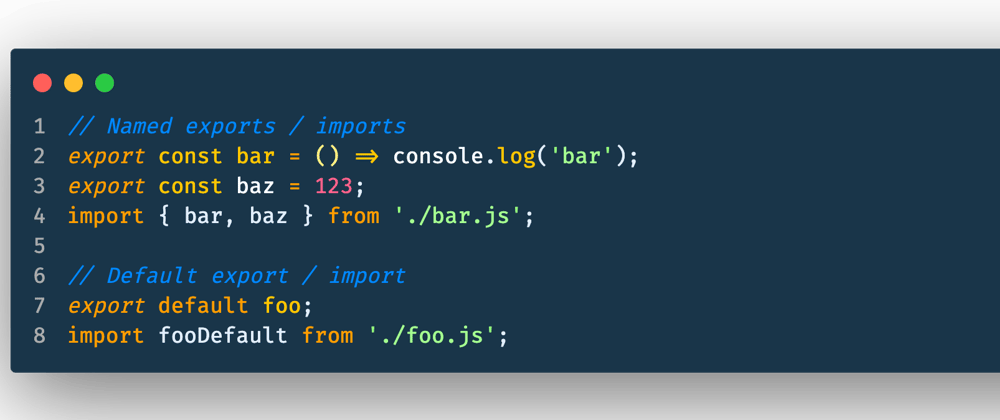 1 // Named exports / imports
2 export const bar = () => console.log('bar');
3 export const baz = 123;
4 import { bar, baz } from './bar.js';
5
6 // Default export / import
7 export default foo;
8 import fooDefault from './foo.js';